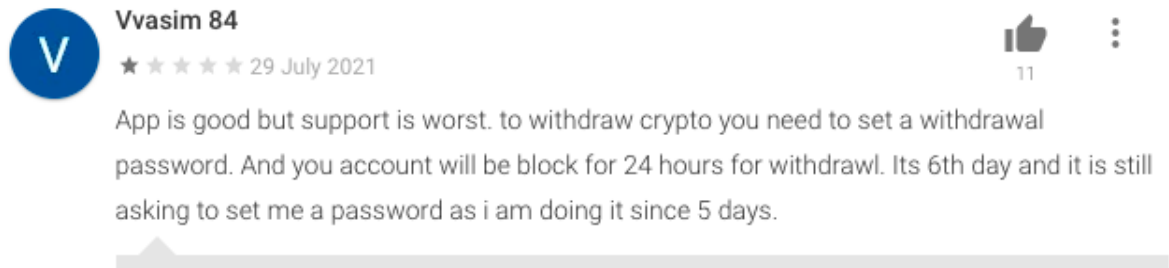 V
Vvasim 84
29 July 2021
11
App is good but support is worst. to withdraw crypto you need to set a withdrawal
password. And you account will be block for 24 hours for withdrawl. Its 6th day and it is still
asking to set me a password as i am doing it since 5 days.